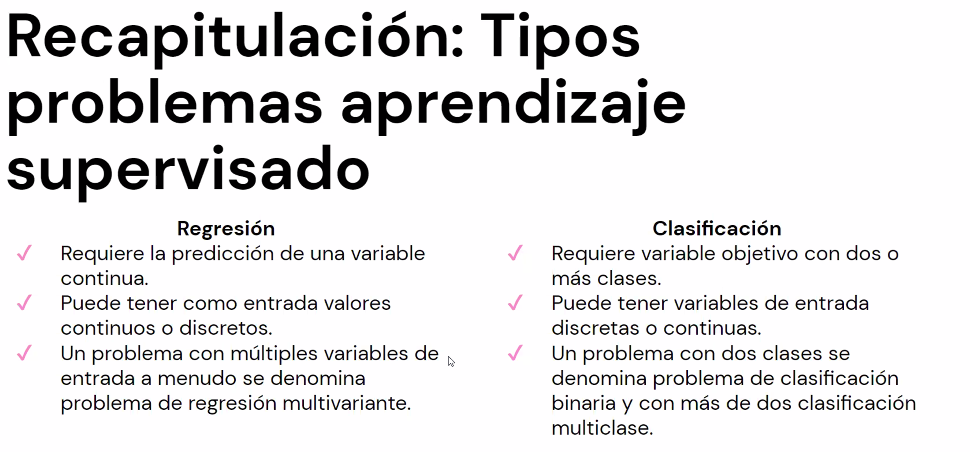 Recapitulación: Tipos
problemas aprendizaje
supervisado
Regresión
✓ Requiere la predicción de una variable
continua.
✓ Puede tener como entrada valores
continuos o discretos.
✓ Un problema con múltiples variables de
entrada a menudo se denomina
problema de regresión multivariante.
Clasificación
✓ Requiere variable objetivo con dos o
más clases.
✓ Puede tener variables de entrada
discretas o continuas.
✓ Un problema con dos clases se
denomina problema de clasificación
binaria y con más de dos clasificación
multiclase.